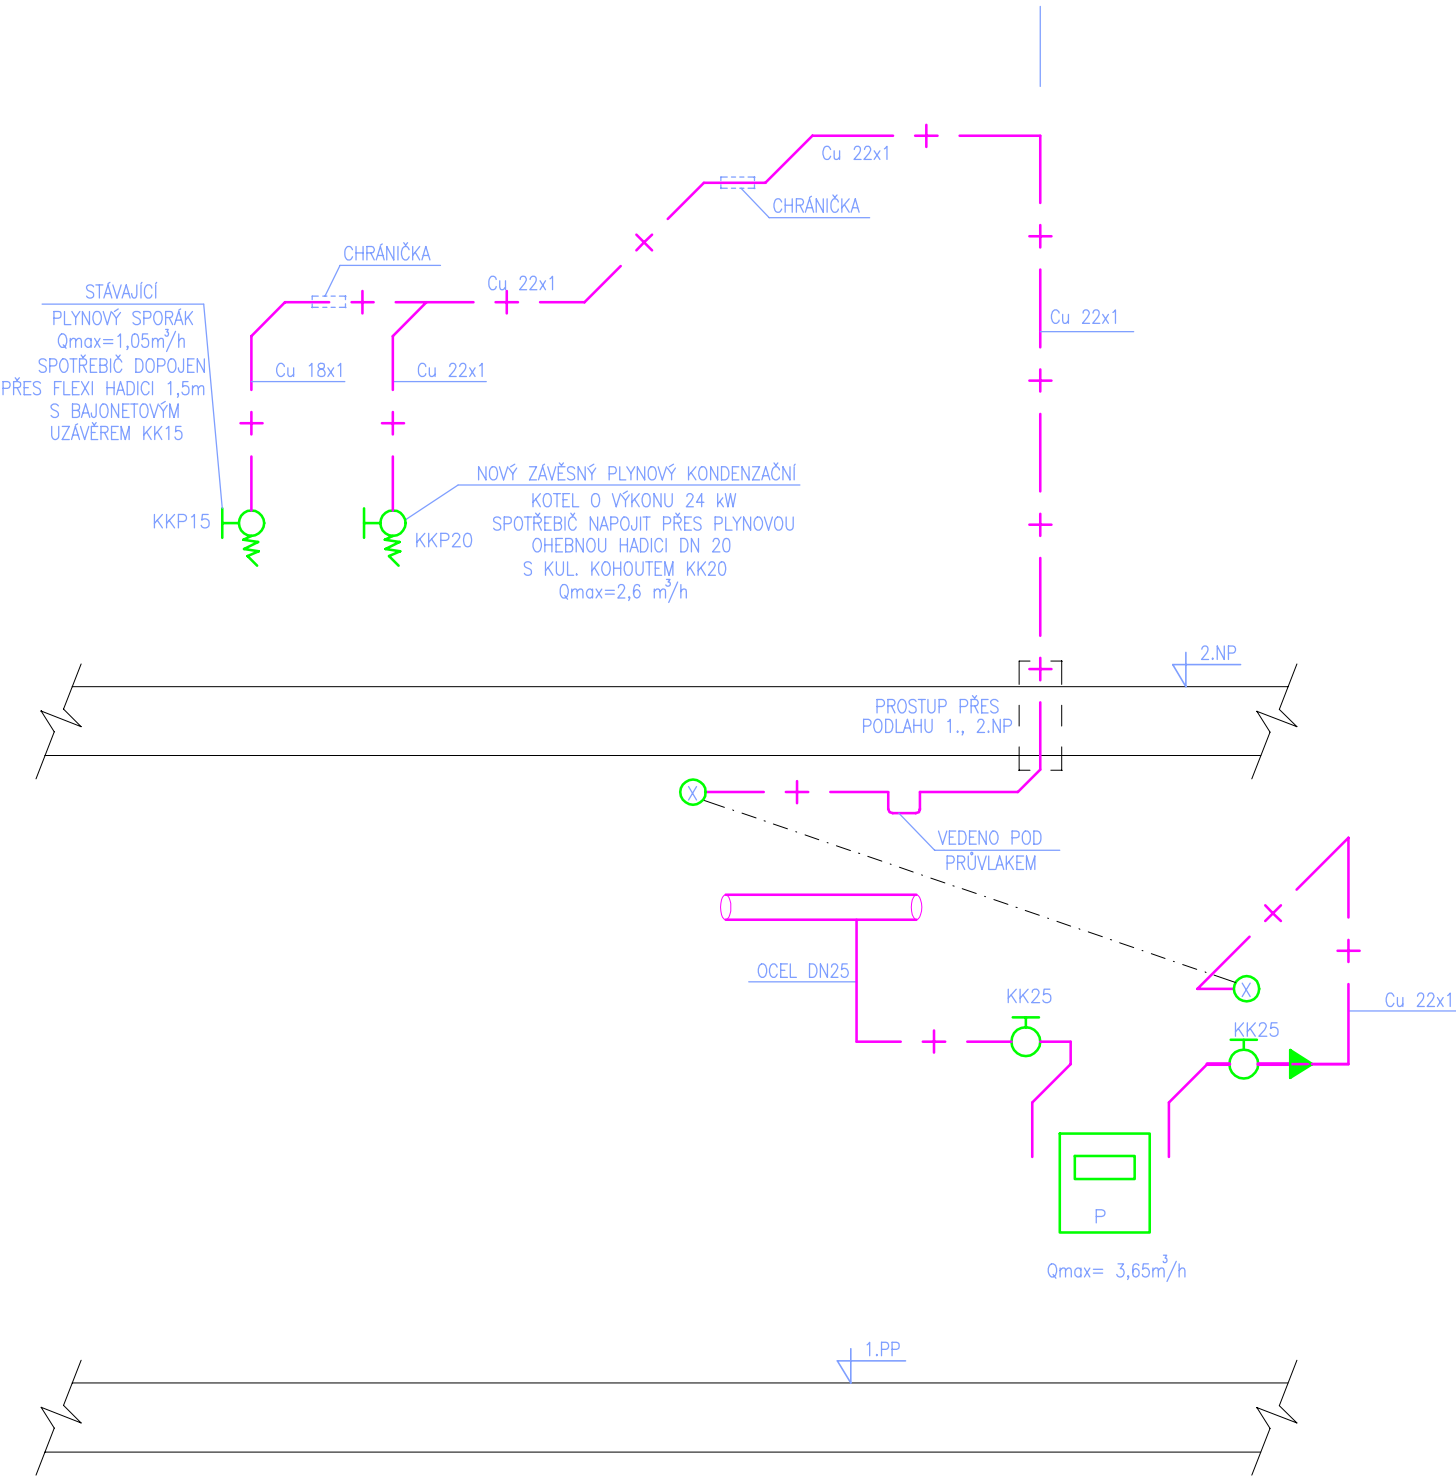 Cu 22x1
CHRÁNIČKA
CHRÁNIČKA
Cu 22x1
STÁVAJÍCÍ
PLYNOVÝ SPORÁK
Qmax=1,05m³/h
SPOTŘEBIČ DOPOJEN
PŘES FLEXI HADICI 1,5m
S BAJONETOVÝM
UZÁVĚREM KK15
Cu 22x1
Cu 18x1
Cu 22x1
NOVÝ ZÁVĚSNÝ PLYNOVÝ KONDENZAČNÍ
KOTEL O VÝKONU 24 kW
SPOTŘEBIČ NAPOJIT PŘES PLYNOVOU
OHEBNOU HADICI DN 20
S KUL. KOHOUTEM KK20
Qmax=2,6 m³/h
KKP15
KKP20
2.NP
PROSTUP PŘES
PODLAHU 1., 2.NP
X
VEDENO POD
PRŮVLAKEM
OCEL DN25
KK25
X
Cu 22x1
KK25
P
Qmax= 3,65m³/h
1.PP